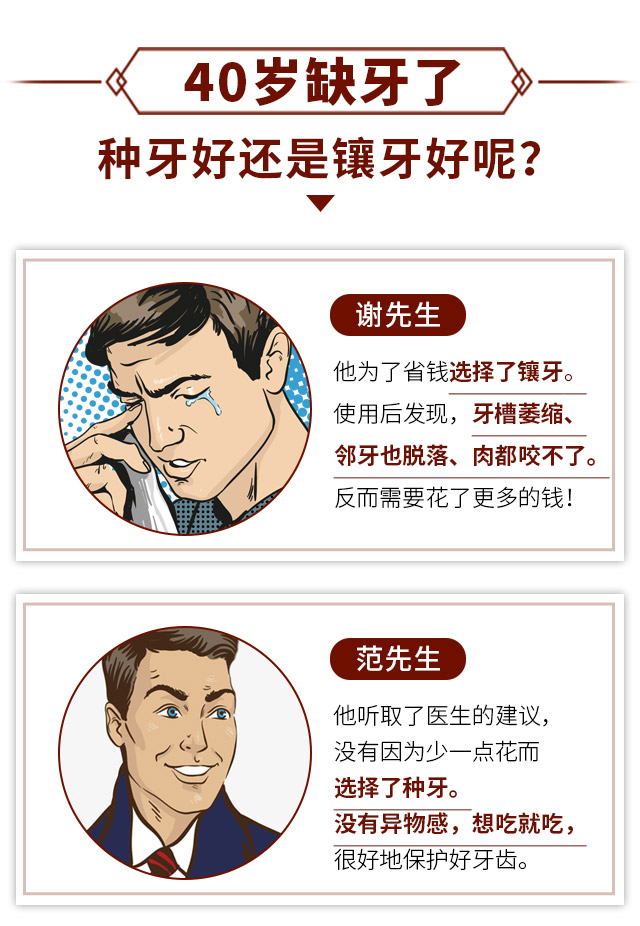 40岁缺牙了
种牙好还是镶牙好呢？
谢先生
他为了省钱选择了镶牙。
使用后发现，牙槽萎缩、
邻牙也脱落、肉都咬不了。
反而需要花了更多的钱！
范先生
他听取了医生的建议，
没有因为少一点花而
选择了种牙。
没有异物感，想吃就吃，
很好地保护好牙齿。